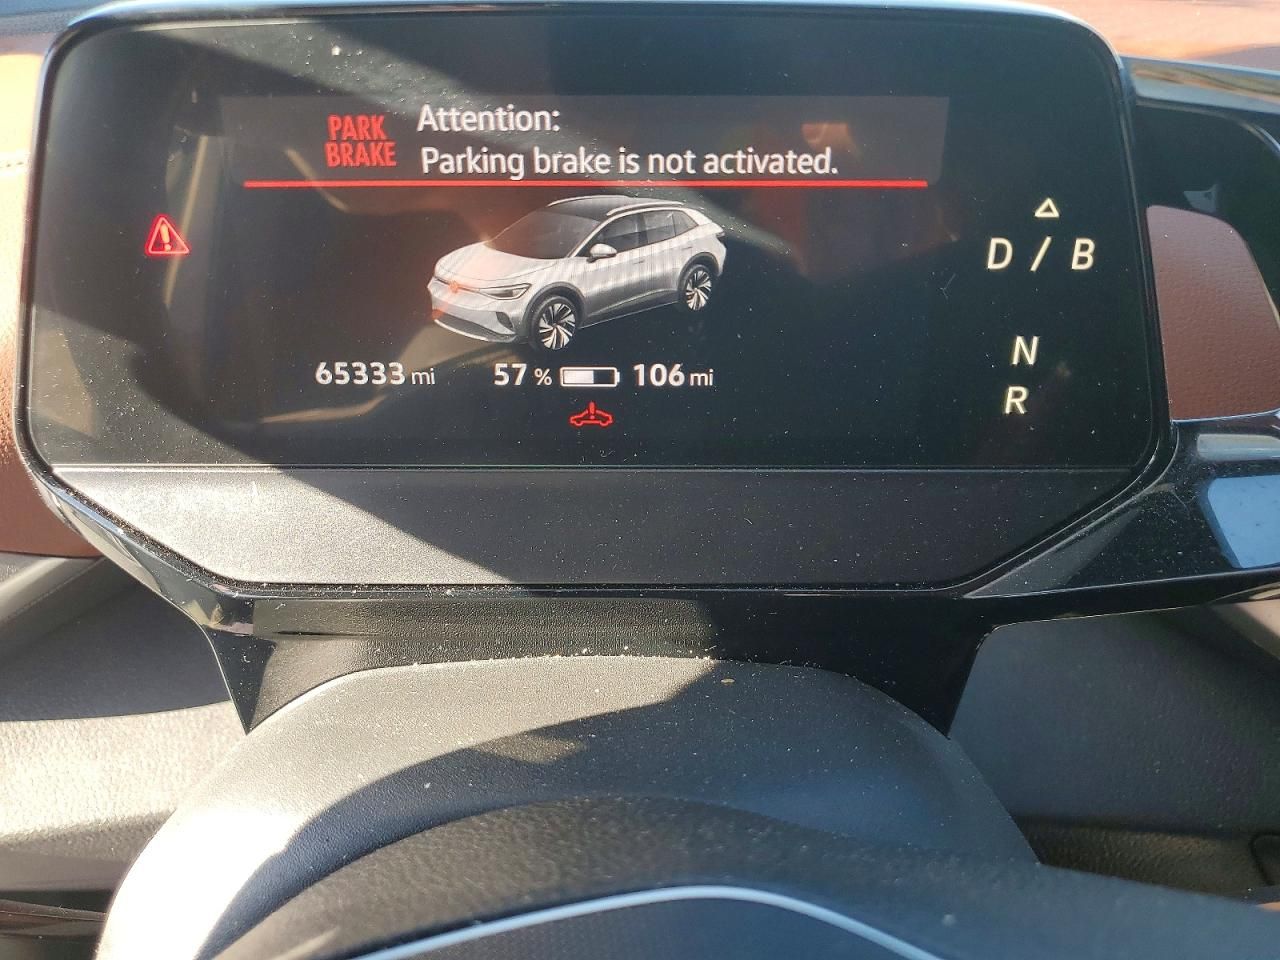 PARK
BRAKE
Attention:
Parking brake is not activated.
D / B
N
R
65333 mi
57 %
106 mi